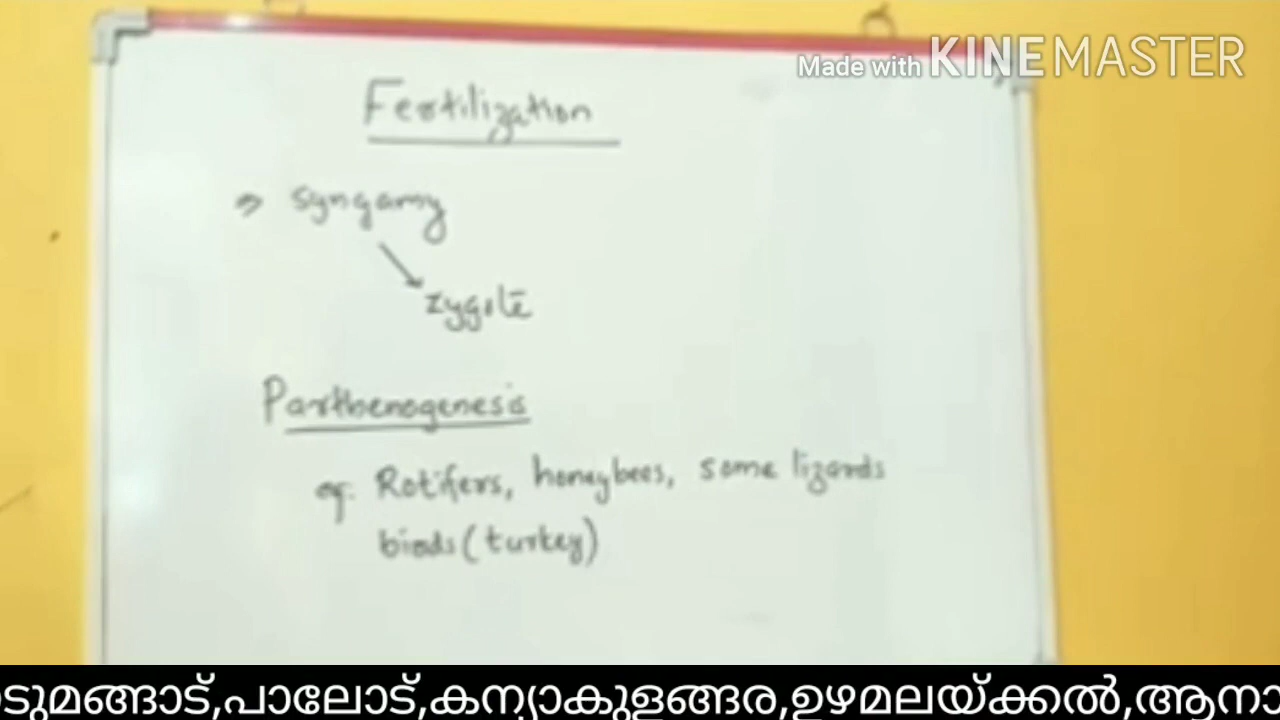 Made with KINEMASTER
Fertilization
⇒ Syngamy
zygote
Parthenogenesis
eg: Rotifers, honeybees, some lizards
birds (turkey)
ടുമങ്ങാട്,പാലോട്,കന്യാകുളങ്ങര,ഉഴമലയ്ക്കൽ,ആനാ